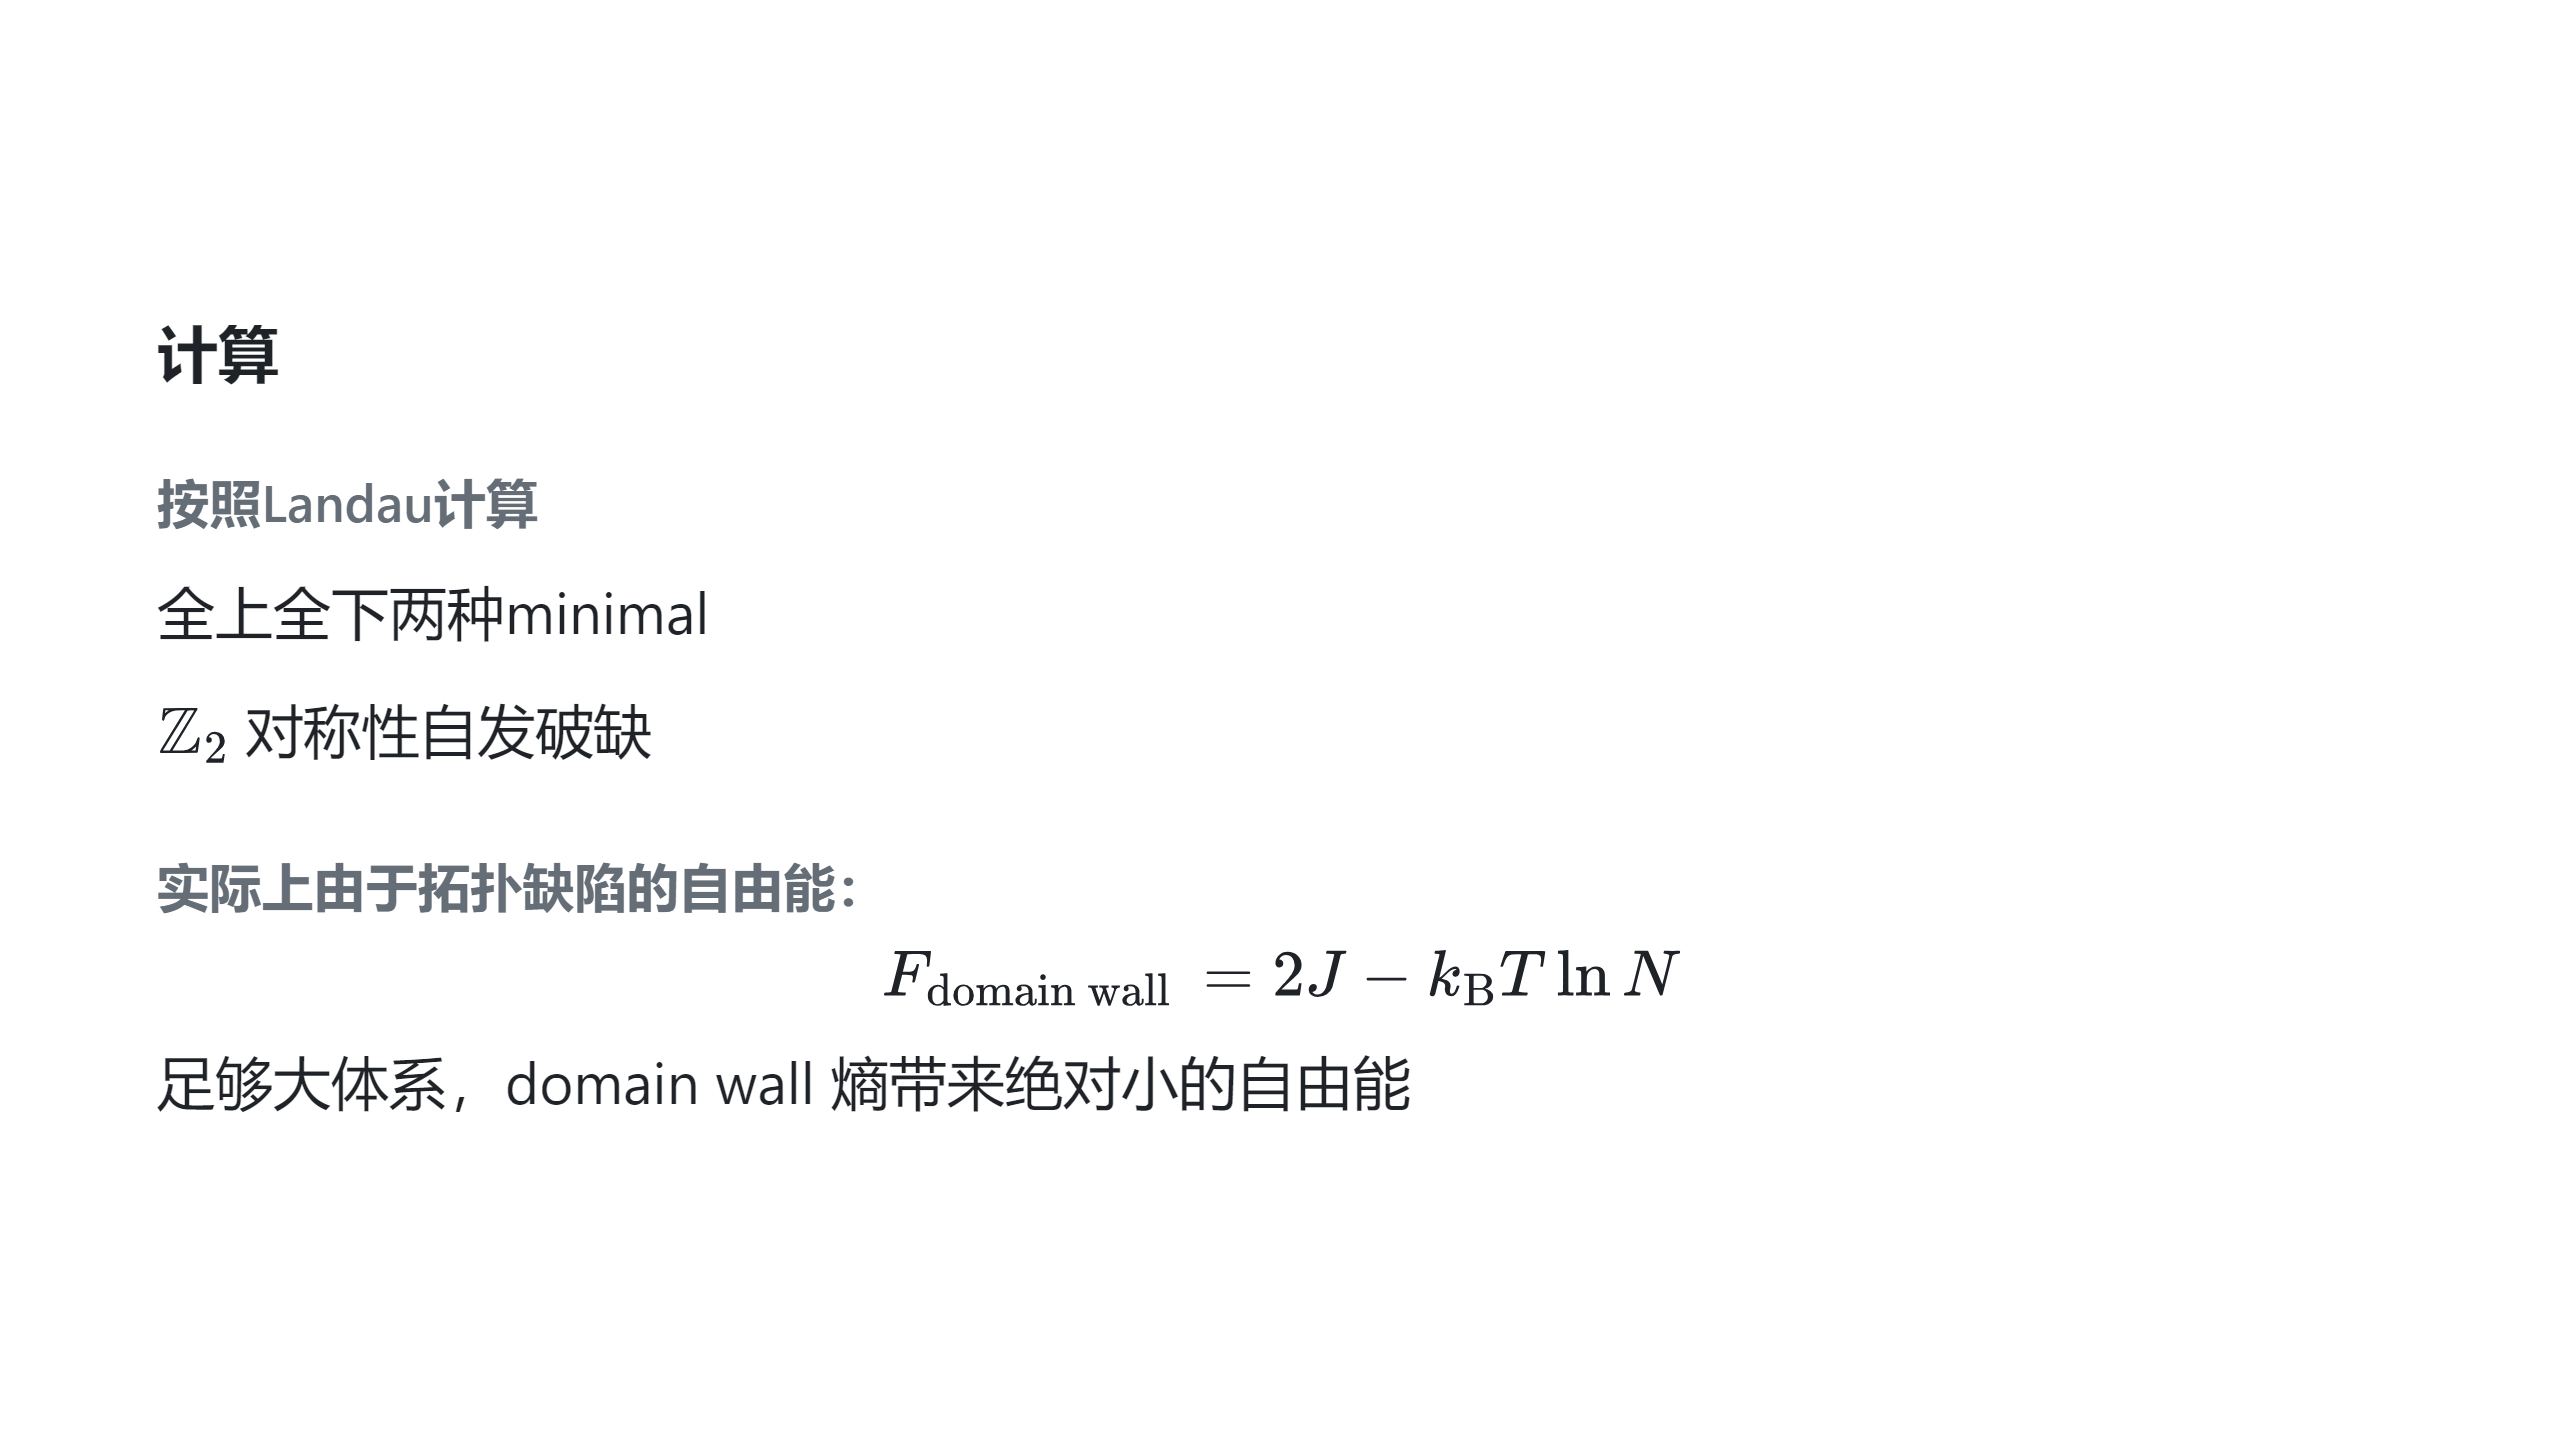 计算
按照Landau计算
全上全下两种minimal
ℤ₂ 对称性自发破缺
实际上由于拓扑缺陷的自由能：
F_domain wall = 2J − k_B T ln N
足够大体系，domain wall 熵带来绝对小的自由能